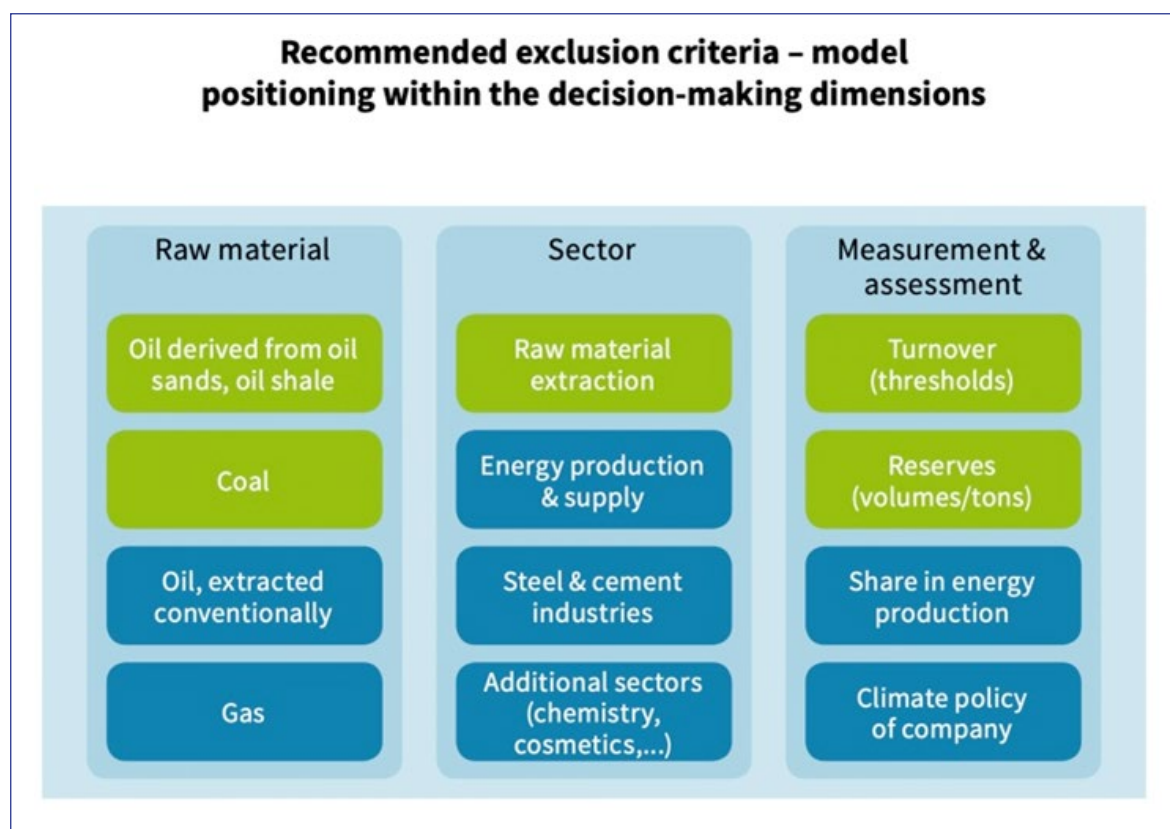 Recommended exclusion criteria – model
positioning within the decision-making dimensions
Raw material
Oil derived from oil
sands, oil shale
Coal
Oil, extracted
conventionally
Gas
Sector
Raw material
extraction
Energy production
& supply
Steel & cement
industries
Additional sectors
(chemistry,
cosmetics,...)
Measurement &
assessment
Turnover
(thresholds)
Reserves
(volumes/tons)
Share in energy
production
Climate policy
of company